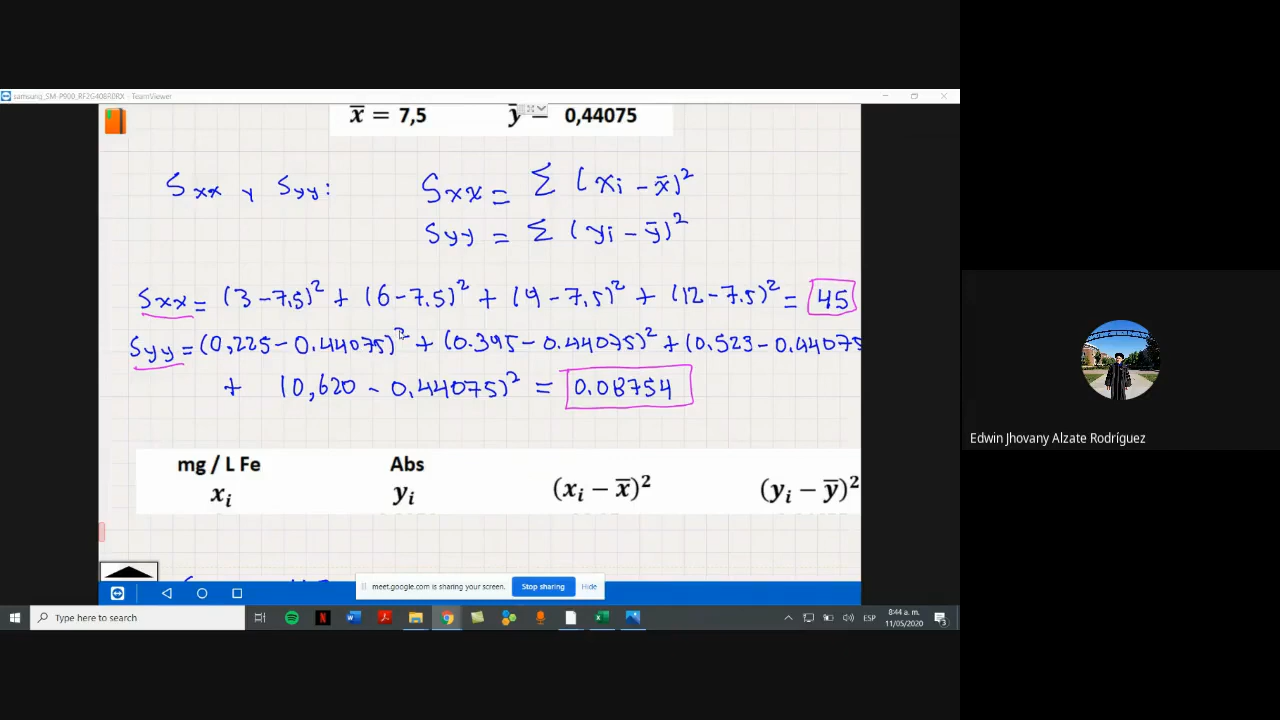 samsung_SM-P900_RF2G40BR0RX - TeamViewer
x̅ = 7,5 y̅ = 0,44075
Sxx y Syy: Sxx = Σ (xi - x̅)²
Syy = Σ (yi - y̅)²
Sxx = (3 - 7,5)² + (6 - 7.5)² + (9 - 7,5)² + (12 - 7.5)² = 45
Syy = (0,225 - 0.44075)² + (0.395 - 0.44075)² + (0.523 - 0.44075
+ (0,620 - 0.44075)² = 0.08754
mg / L Fe Abs
xᵢ yᵢ (xᵢ − x̅)² (yᵢ − y̅)²
meet.google.com is sharing your screen. Stop sharing Hide
Type here to search
ESP
8:44 a. m.
11/05/2020
Edwin Jhovany Alzate Rodríguez